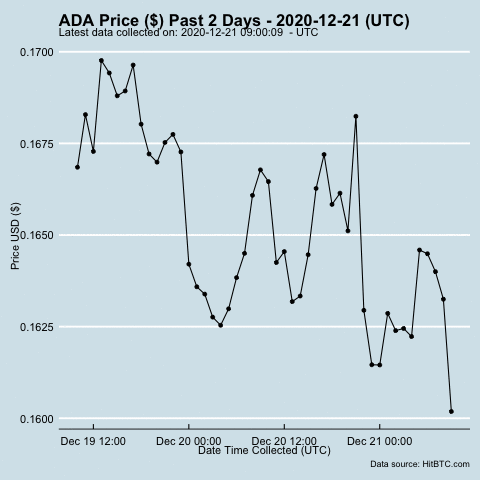 ADA Price ($) Past 2 Days - 2020-12-21 (UTC)
Latest data collected on: 2020-12-21 09:00:09 - UTC
0.1700
0.1675
0.1650
0.1625
0.1600
Price USD ($)
Dec 19 12:00 Dec 20 00:00 Dec 20 12:00 Dec 21 00:00
Date Time Collected (UTC)
Data source: HitBTC.com